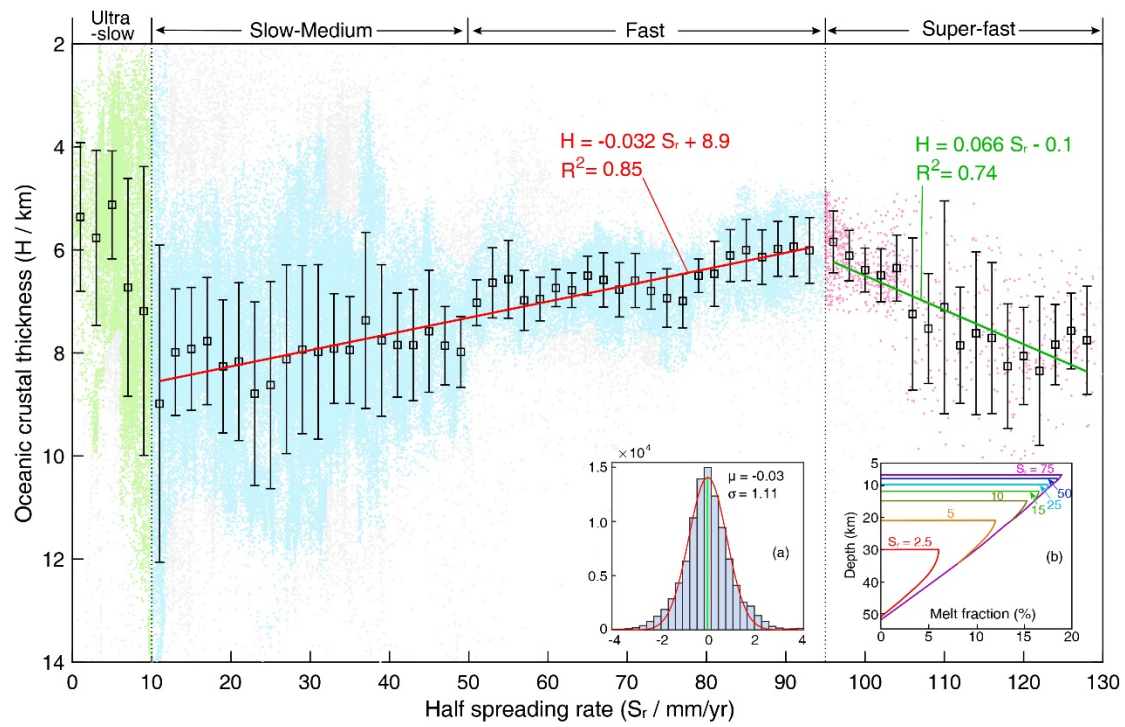 Ultra
-slow
Slow-Medium
Fast
Super-fast
2
4
6
8
10
12
14
Oceanic crustal thickness (H / km)
H = -0.032 Sr + 8.9
R²= 0.85
H = 0.066 Sr - 0.1
R²= 0.74
×10⁴
1.5
1.0
0.5
0
μ = -0.03
σ = 1.11
(a)
-4 -2 0 2 4
5
10
20
30
40
50
Depth (km)
Sr = 75
50
25
15
10
5
Sr = 2.5
(b)
Melt fraction (%)
0 5 10 15 20
0 10 20 30 40 50 60 70 80 90 100 110 120 130
Half spreading rate (Sr / mm/yr)